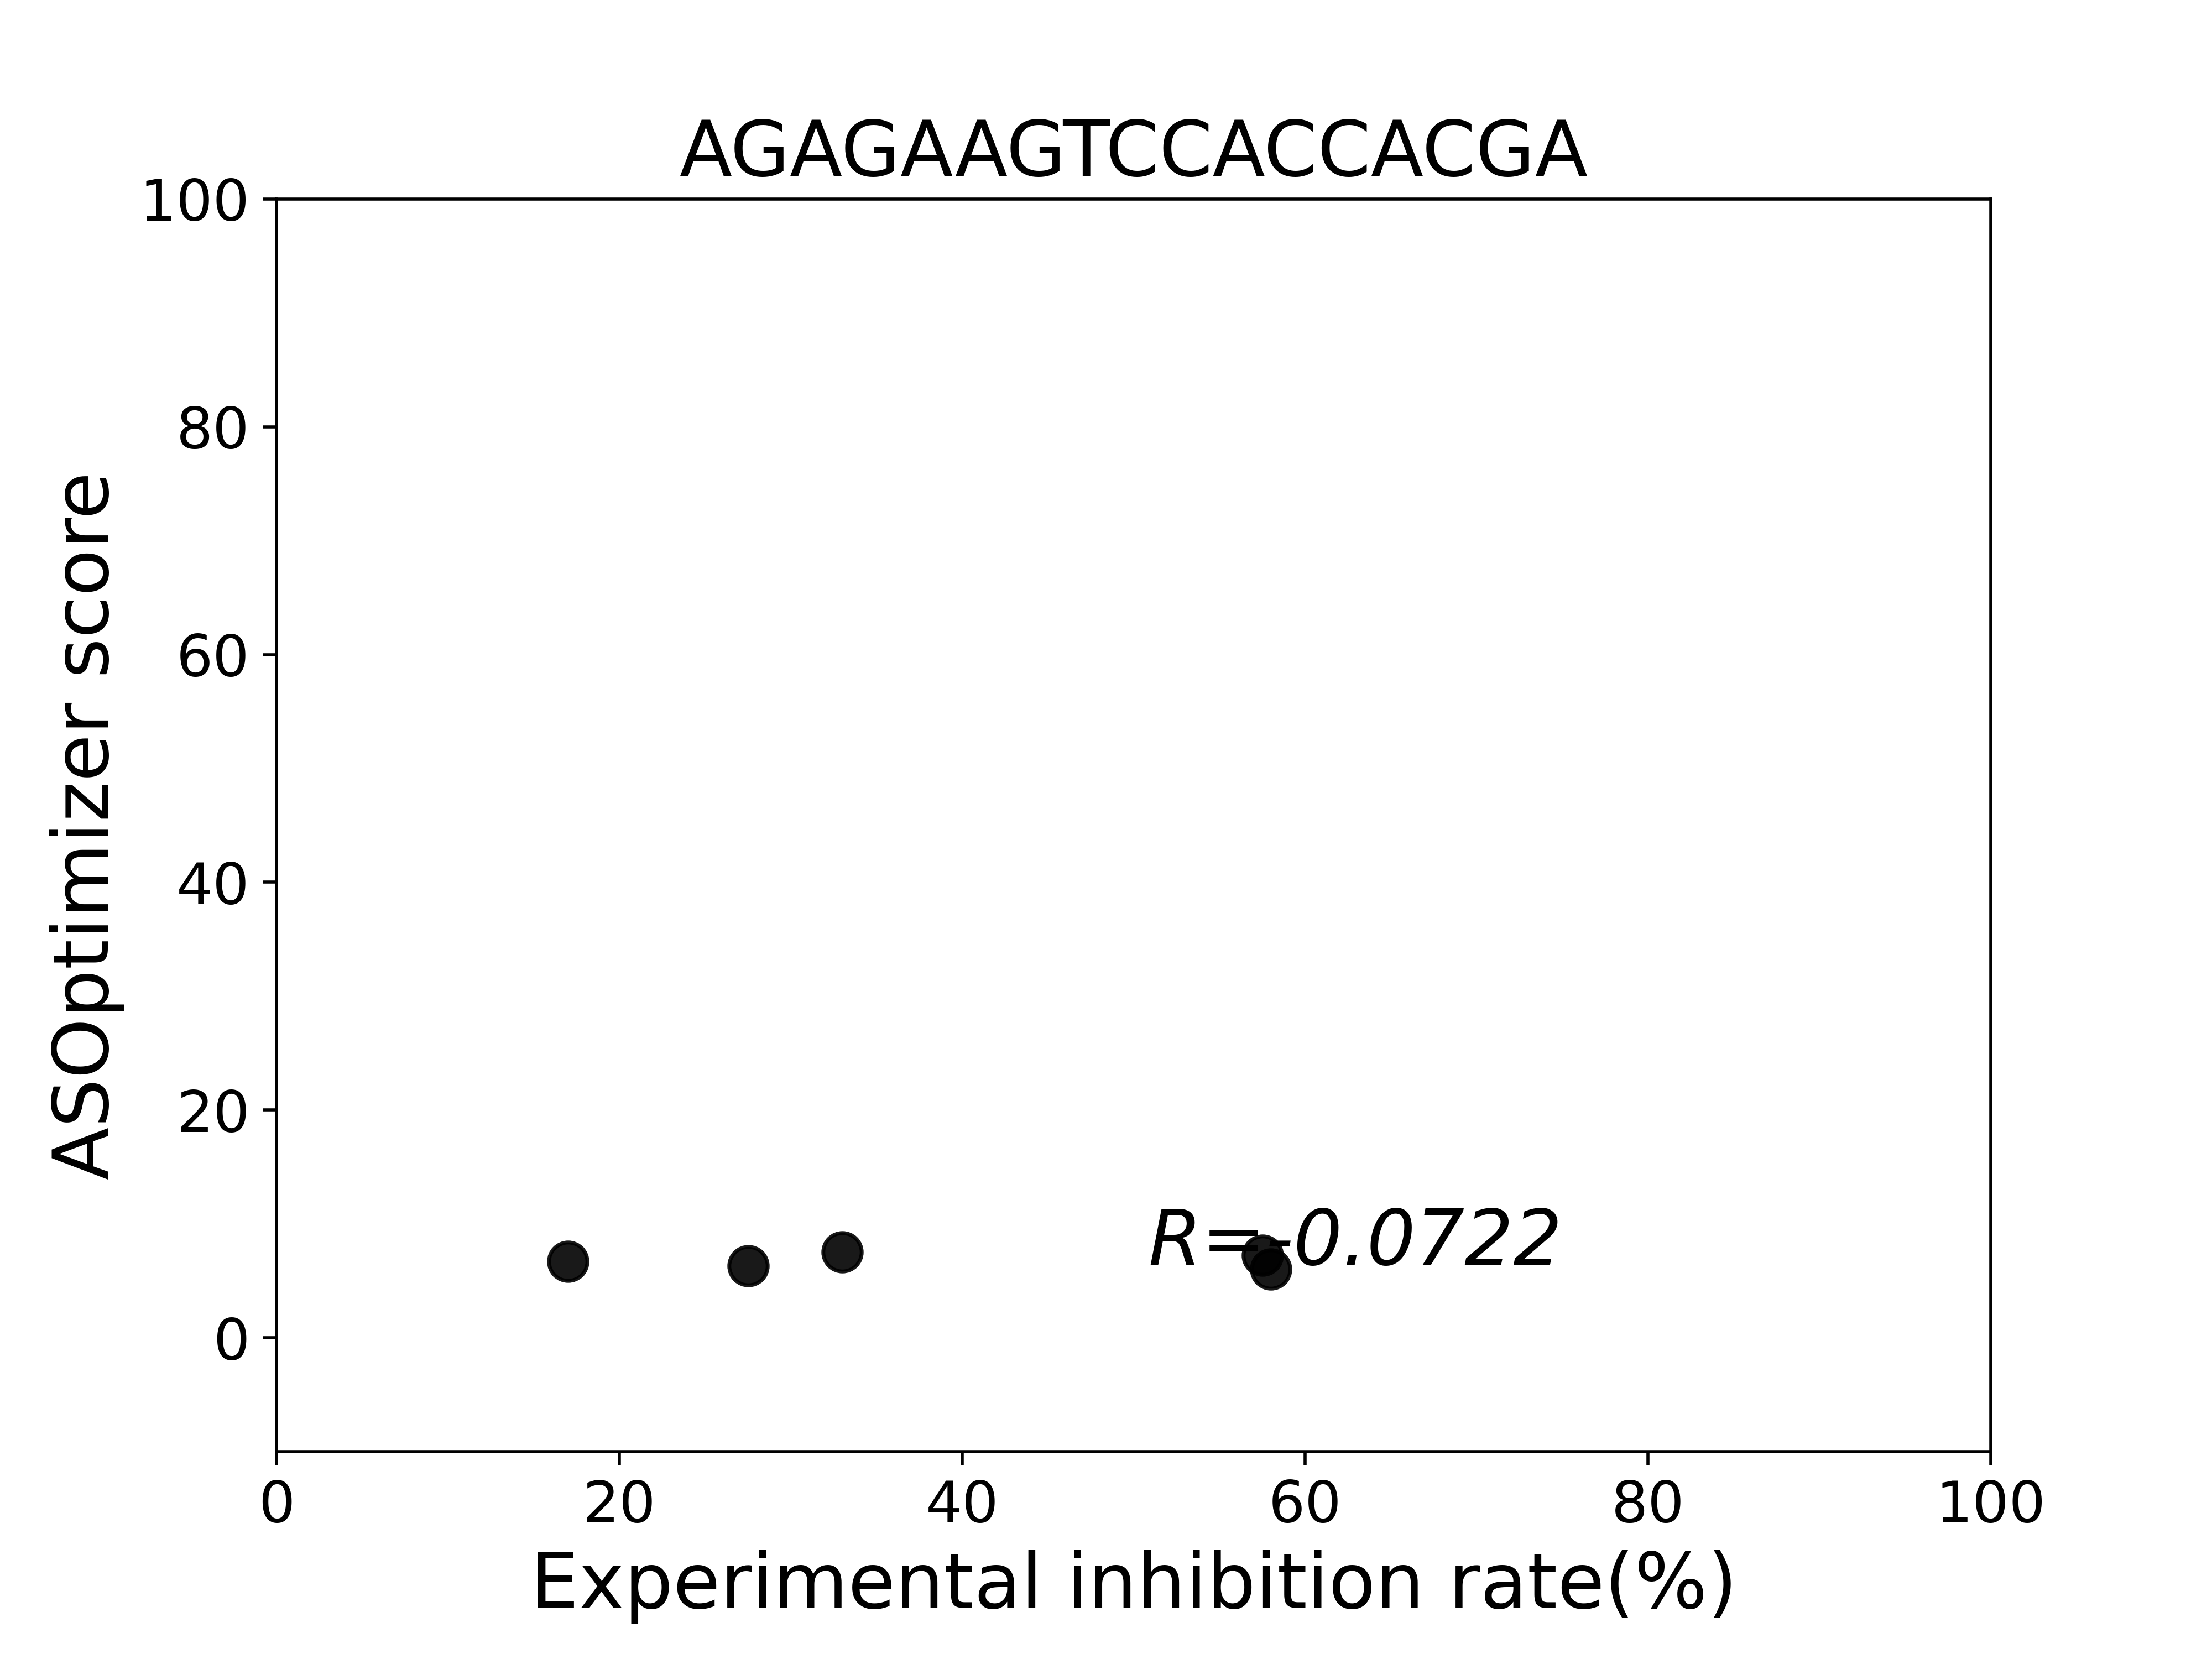 AGAGAAGTCCACCACGA
100
80
60
40
20
0
ASOptimizer score
R=-0.0722
0 20 40 60 80 100
Experimental inhibition rate(%)